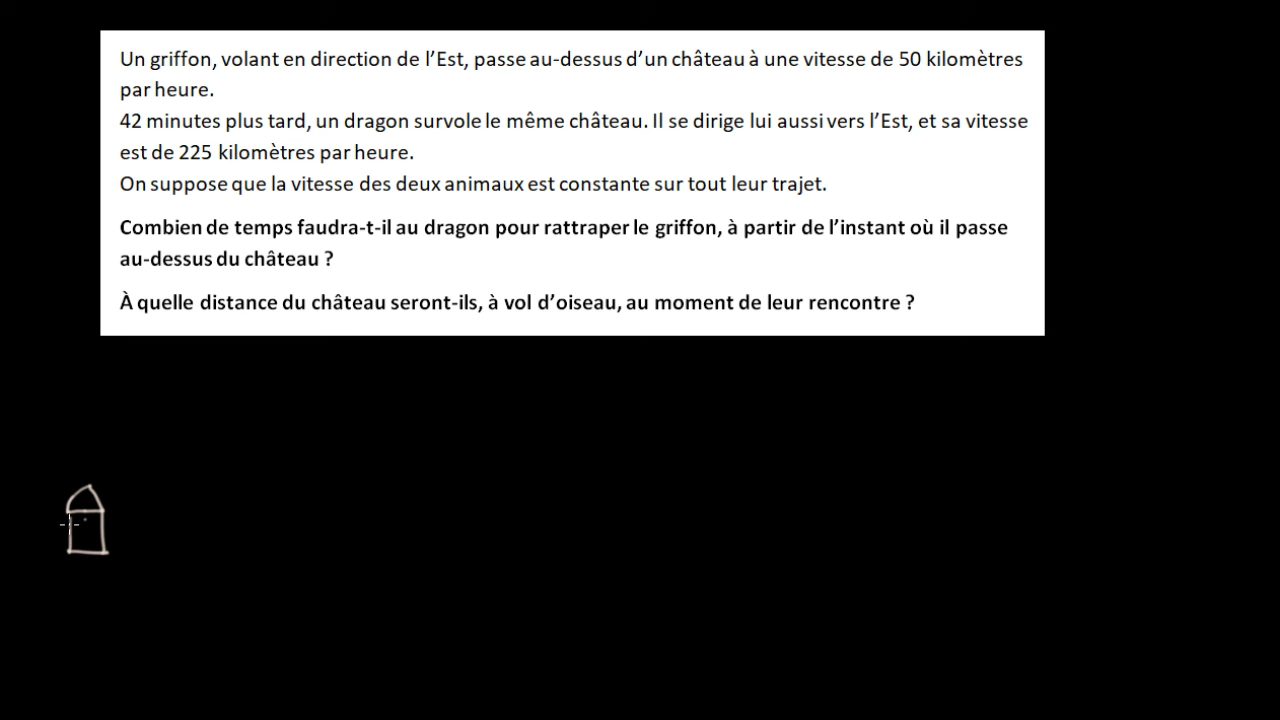 Un griffon, volant en direction de l’Est, passe au-dessus d’un château à une vitesse de 50 kilomètres
par heure.
42 minutes plus tard, un dragon survole le même château. Il se dirige lui aussi vers l’Est, et sa vitesse
est de 225 kilomètres par heure.
On suppose que la vitesse des deux animaux est constante sur tout leur trajet.
Combien de temps faudra-t-il au dragon pour rattraper le griffon, à partir de l’instant où il passe
au-dessus du château ?
À quelle distance du château seront-ils, à vol d’oiseau, au moment de leur rencontre ?